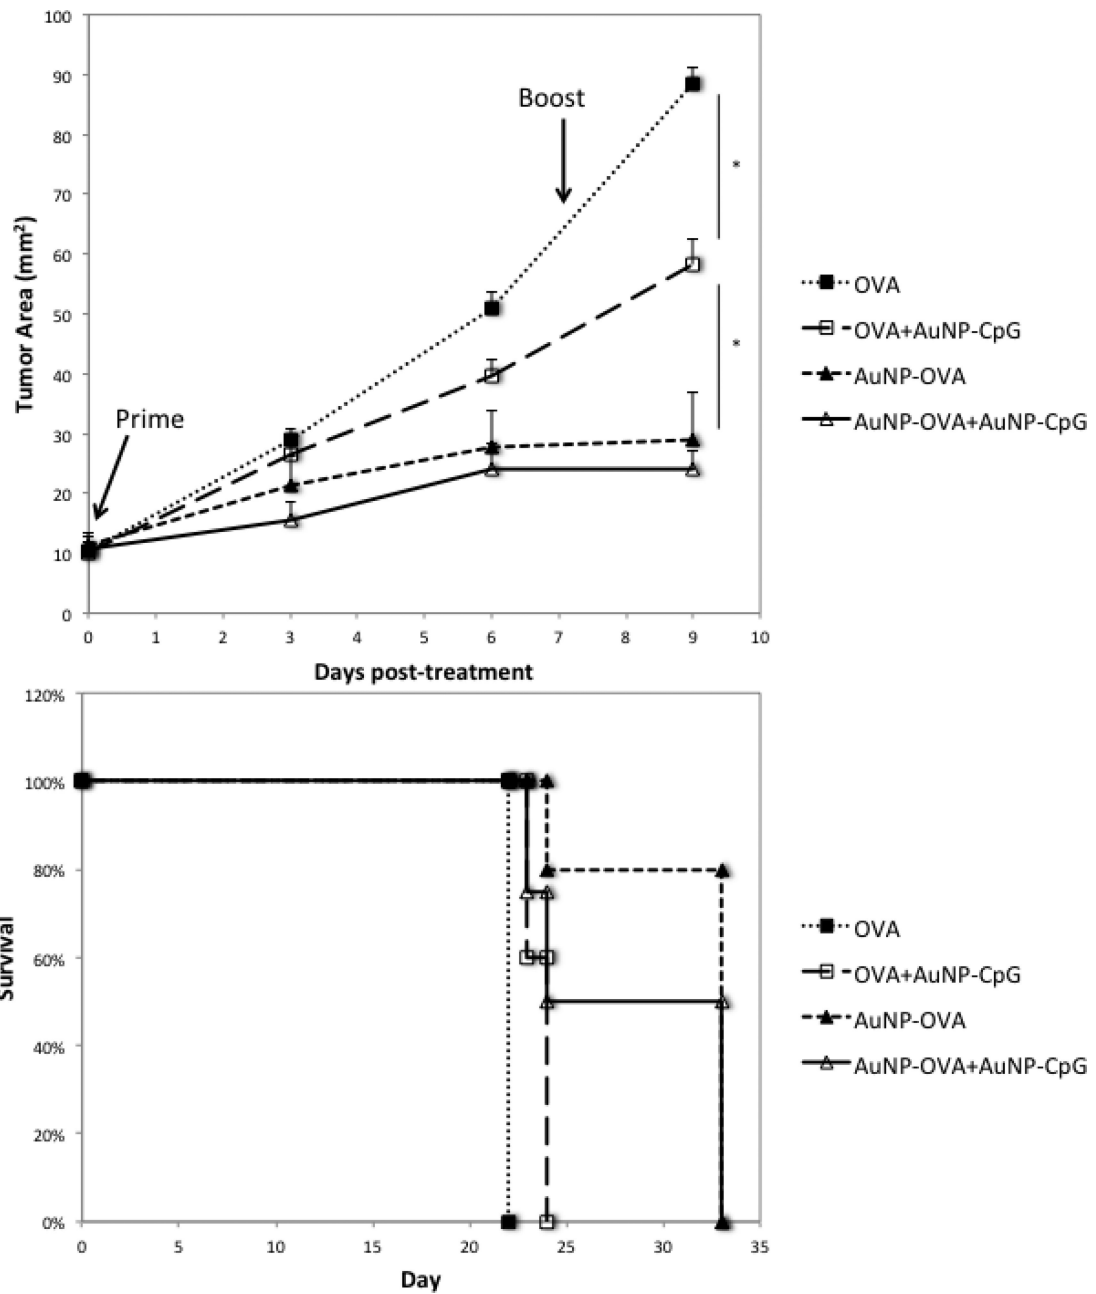 100
90
80
70
60
50
40
30
20
10
0
Tumor Area (mm²)
Prime
Boost
*
*
0 1 2 3 4 5 6 7 8 9 10
Days post-treatment
OVA
OVA+AuNP-CpG
AuNP-OVA
AuNP-OVA+AuNP-CpG
120%
100%
80%
60%
40%
20%
0%
Survival
0 5 10 15 20 25 30 35
Day
OVA
OVA+AuNP-CpG
AuNP-OVA
AuNP-OVA+AuNP-CpG